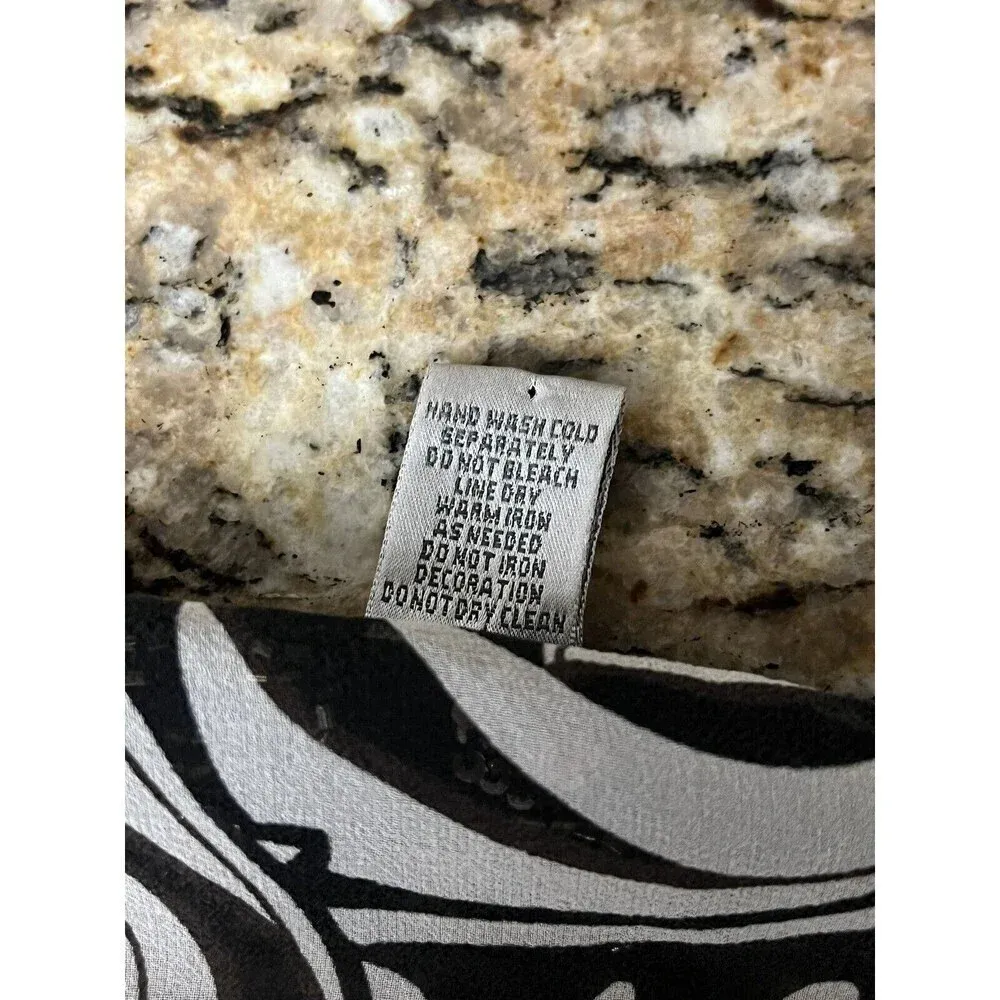 HAND WASH COLD
SEPARATELY
DO NOT BLEACH
LINE DRY
WARM IRON
AS NEEDED
DO NOT IRON
DECORATION
DO NOT DRY CLEAN